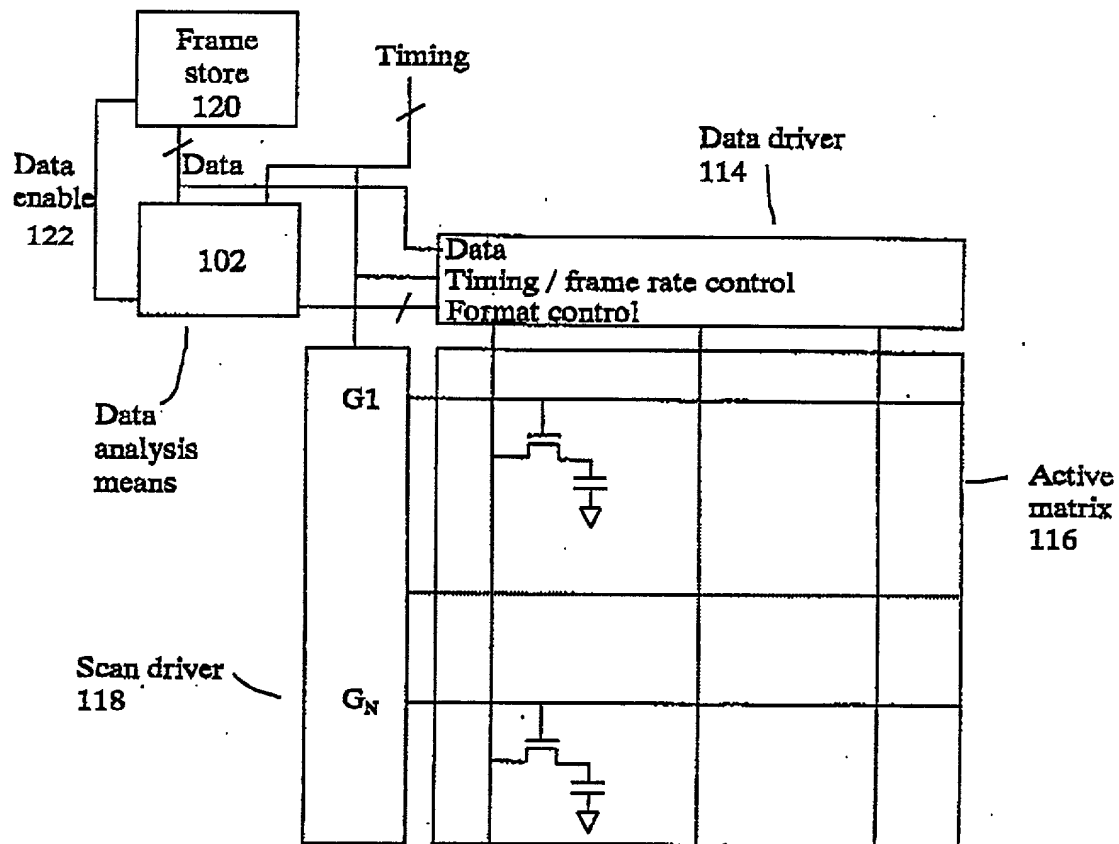 Frame
store
120
Timing
Data
enable
122
Data
102
Data driver
114
Data
Timing / frame rate control
Format control
Data
analysis
means
G1
Active
matrix
116
Scan driver
118
GN